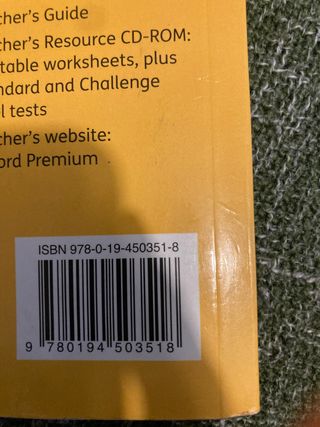 cher's Guide
cher's Resource CD-ROM:
table worksheets, plus
ndard and Challenge
l tests
cher's website:
ord Premium
ISBN 978-0-19-450351-8
9 780194 503518